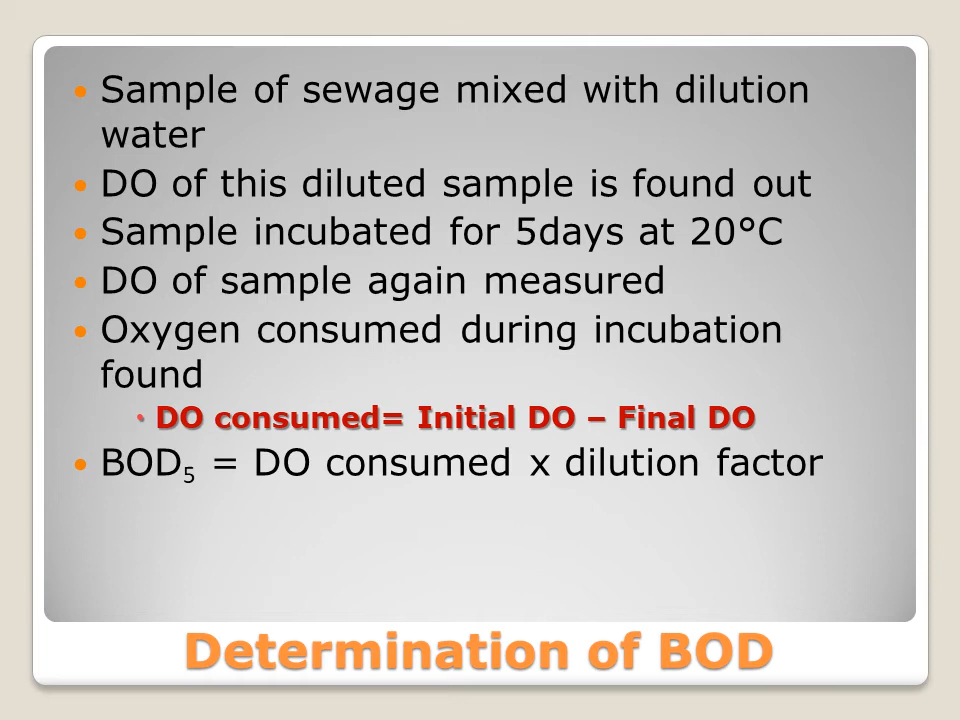 Sample of sewage mixed with dilution
water
DO of this diluted sample is found out
Sample incubated for 5days at 20°C
DO of sample again measured
Oxygen consumed during incubation
found
DO consumed= Initial DO – Final DO
BOD₅ = DO consumed x dilution factor
Determination of BOD